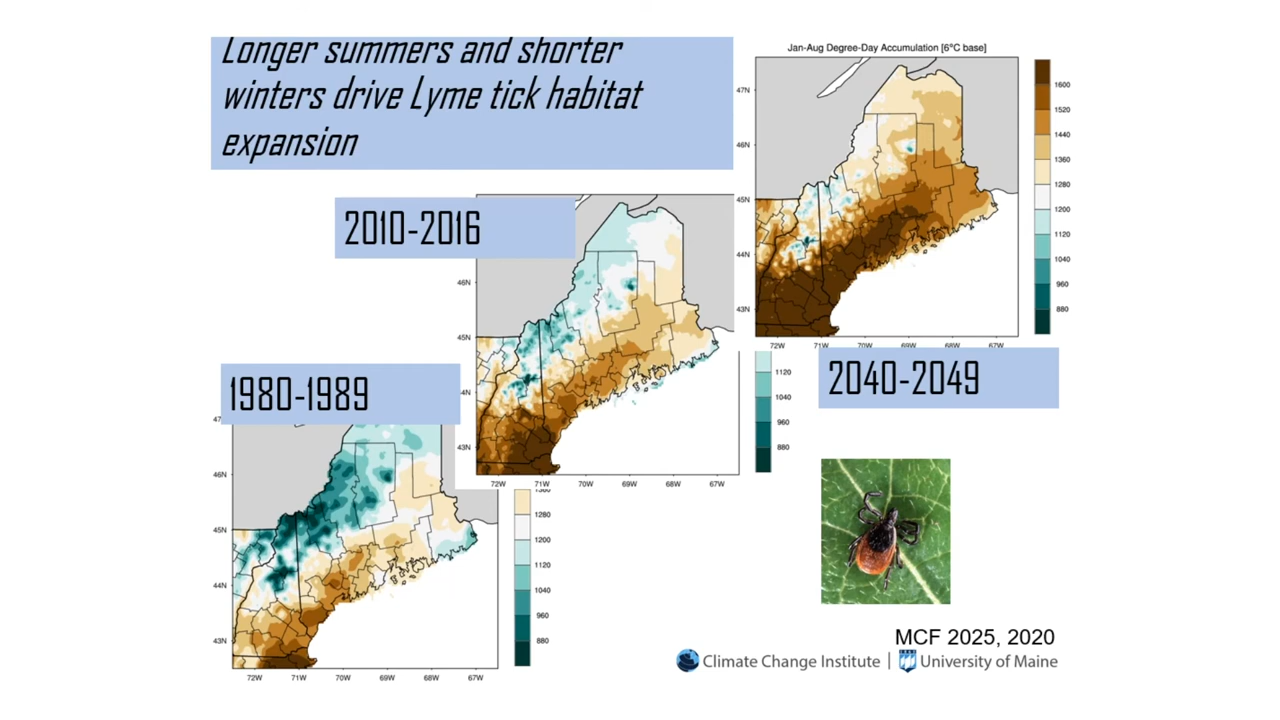 Longer summers and shorter
winters drive Lyme tick habitat
expansion
Jan-Aug Degree-Day Accumulation [6°C base]
47N
46N
45N
44N
43N
72W 71W 70W 69W 68W 67W
1600
1520
1440
1360
1280
1200
1120
1040
960
880
2040-2049
2010-2016
46N
45N
44N
43N
72W 71W 70W 69W 68W 67W
1120
1040
960
880
1980-1989
46N
45N
44N
43N
72W 71W 70W 69W 68W 67W
1280
1200
1120
1040
960
880
MCF 2025, 2020
Climate Change Institute | University of Maine